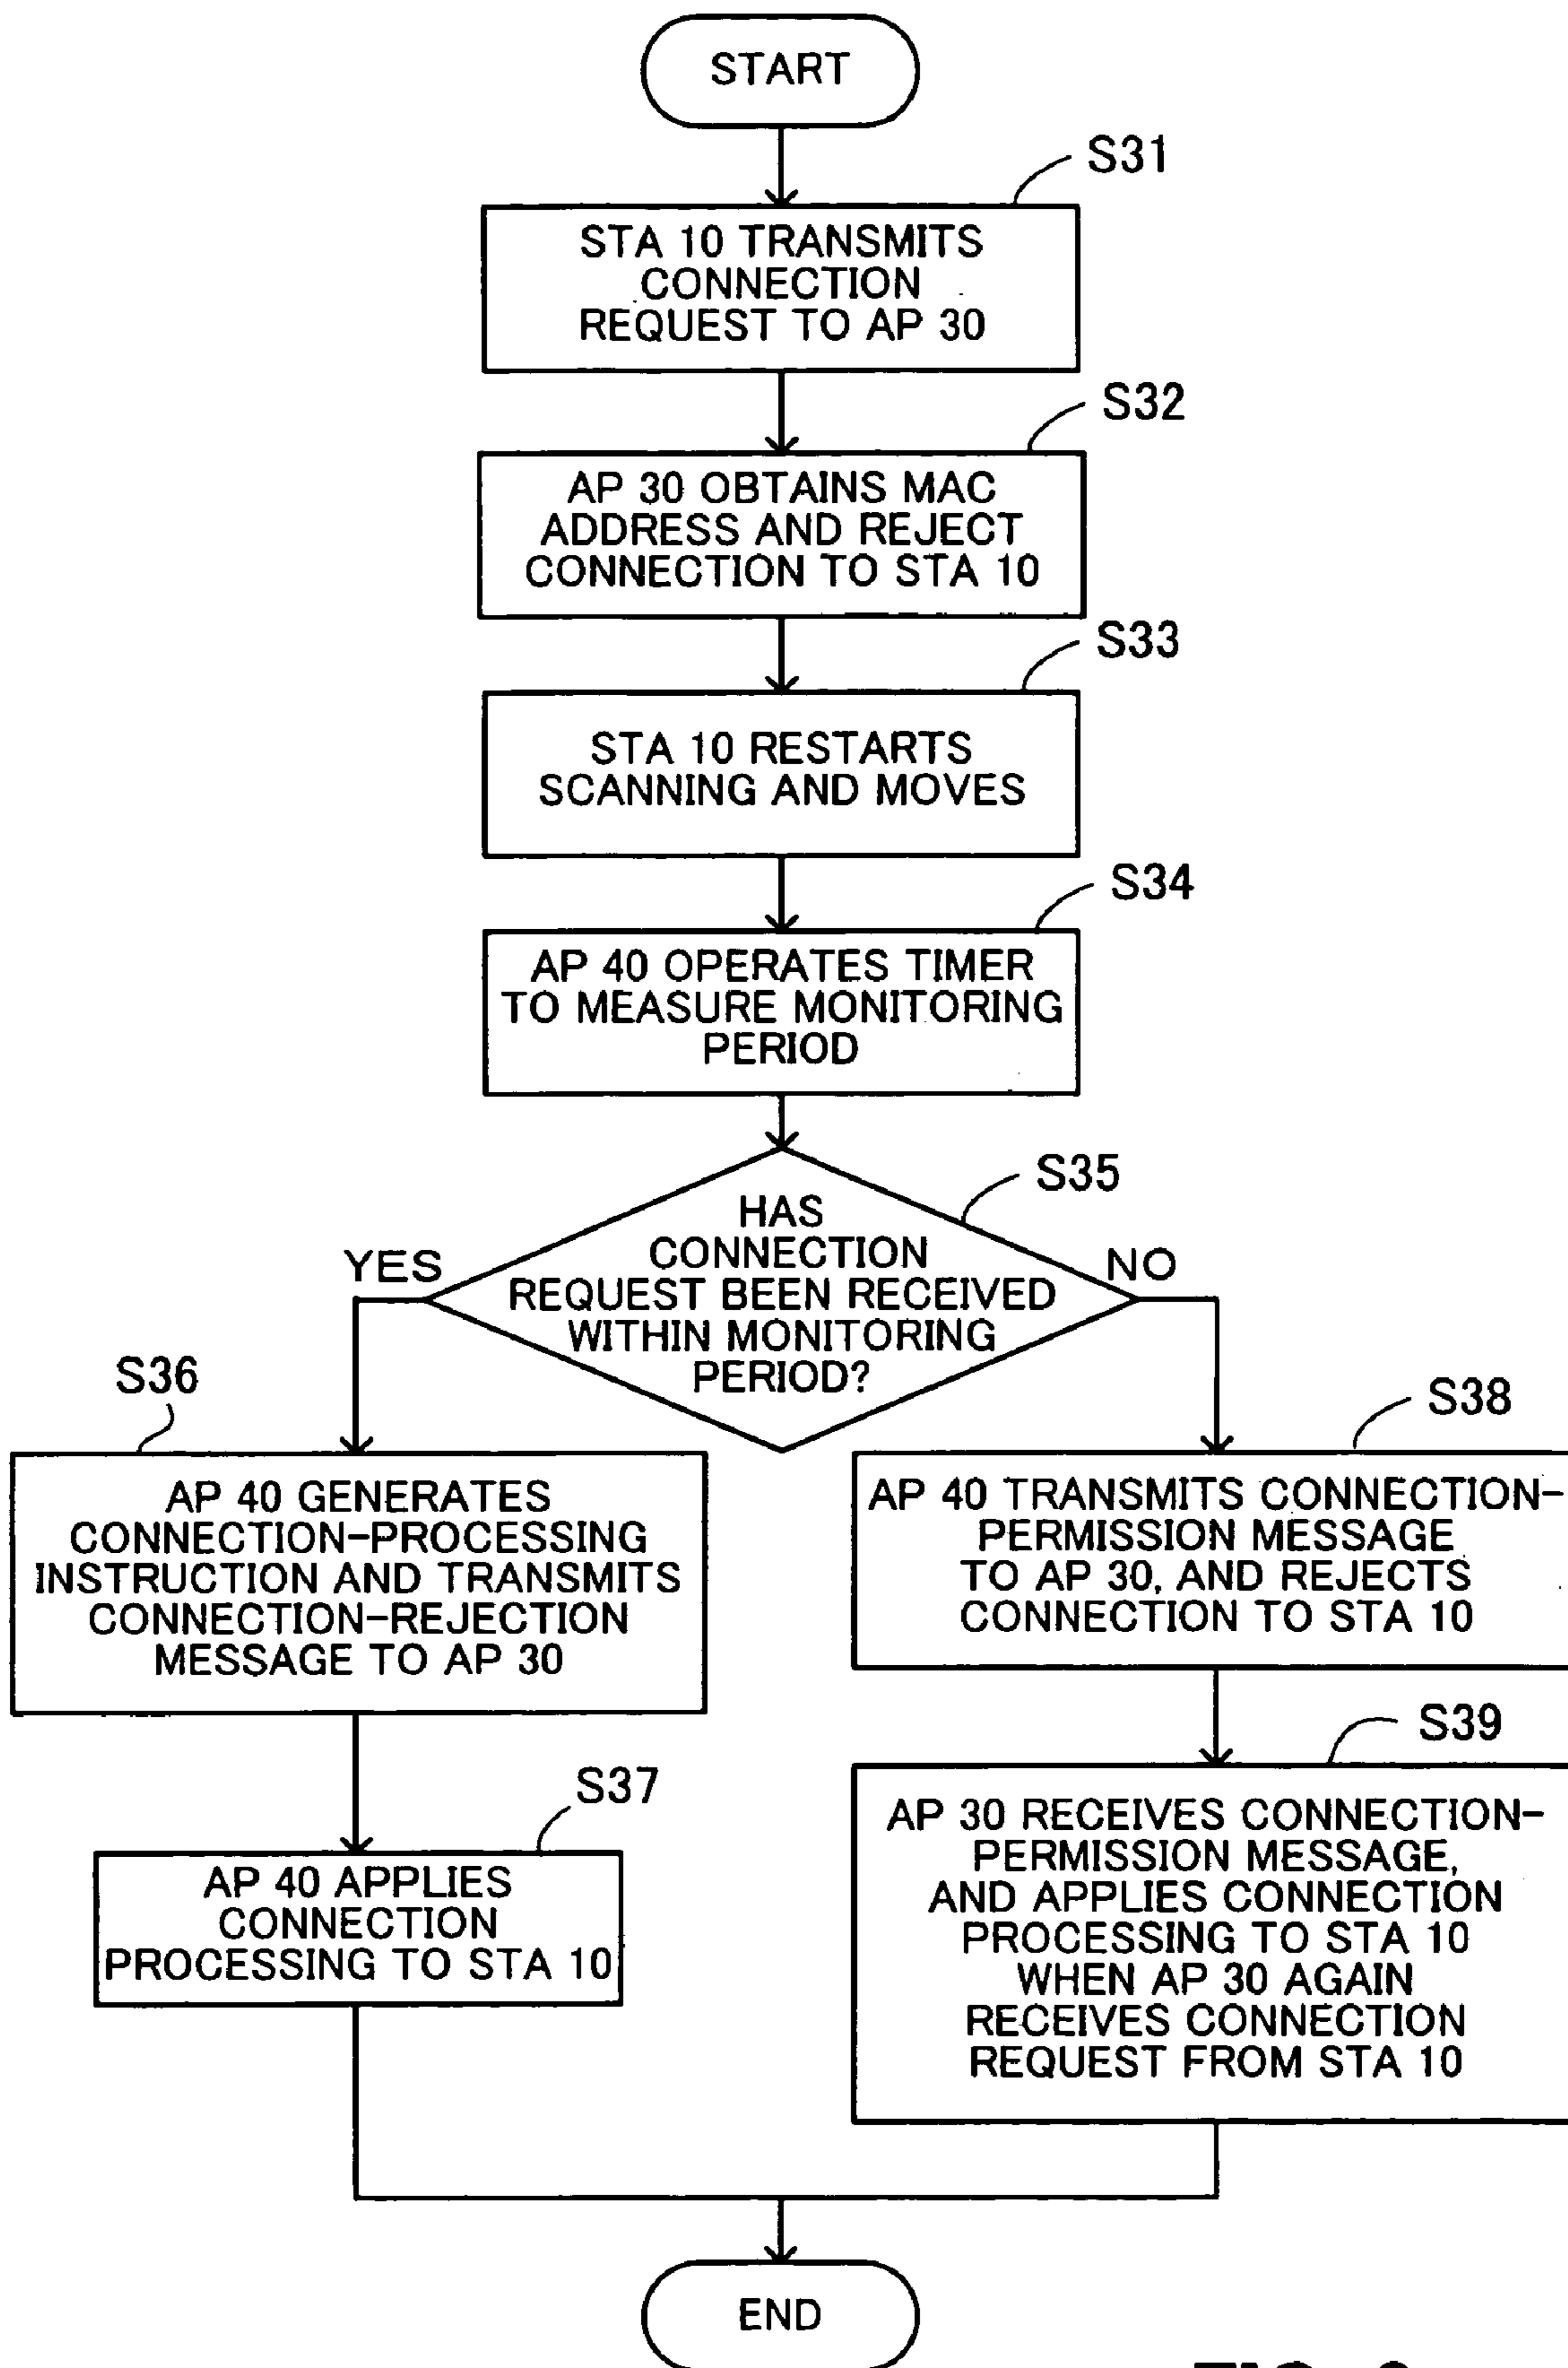 START
S31
STA 10 TRANSMITS
CONNECTION
REQUEST TO AP 30
S32
AP 30 OBTAINS MAC
ADDRESS AND REJECT
CONNECTION TO STA 10
S33
STA 10 RESTARTS
SCANNING AND MOVES
S34
AP 40 OPERATES TIMER
TO MEASURE MONITORING
PERIOD
S35
HAS
CONNECTION
REQUEST BEEN RECEIVED
WITHIN MONITORING
PERIOD?
YES
NO
S36
AP 40 GENERATES
CONNECTION-PROCESSING
INSTRUCTION AND TRANSMITS
CONNECTION-REJECTION
MESSAGE TO AP 30
S37
AP 40 APPLIES
CONNECTION
PROCESSING TO STA 10
S38
AP 40 TRANSMITS CONNECTION-
PERMISSION MESSAGE
TO AP 30, AND REJECTS
CONNECTION TO STA 10
S39
AP 30 RECEIVES CONNECTION-
PERMISSION MESSAGE,
AND APPLIES CONNECTION
PROCESSING TO STA 10
WHEN AP 30 AGAIN
RECEIVES CONNECTION
REQUEST FROM STA 10
END